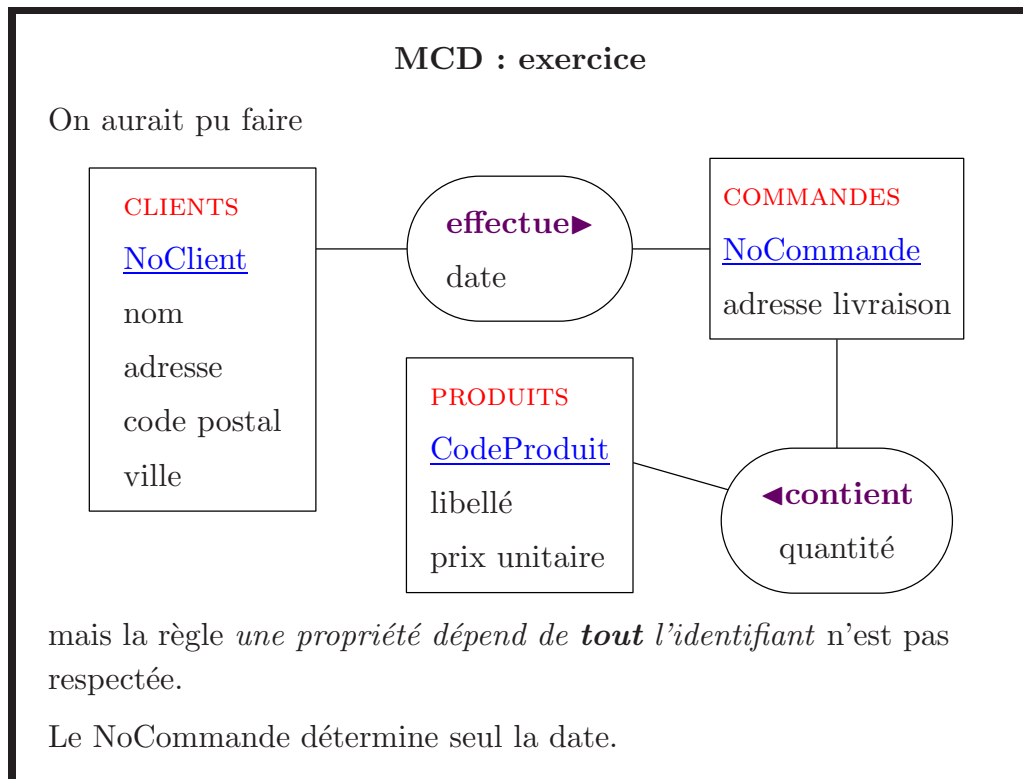 MCD : exercice
On aurait pu faire
CLIENTS
NoClient
nom
adresse
code postal
ville
effectue▶
date
COMMANDES
NoCommande
adresse livraison
PRODUITS
CodeProduit
libellé
prix unitaire
◀contient
quantité
mais la règle une propriété dépend de tout l'identifiant n'est pas
respectée.
Le NoCommande détermine seul la date.